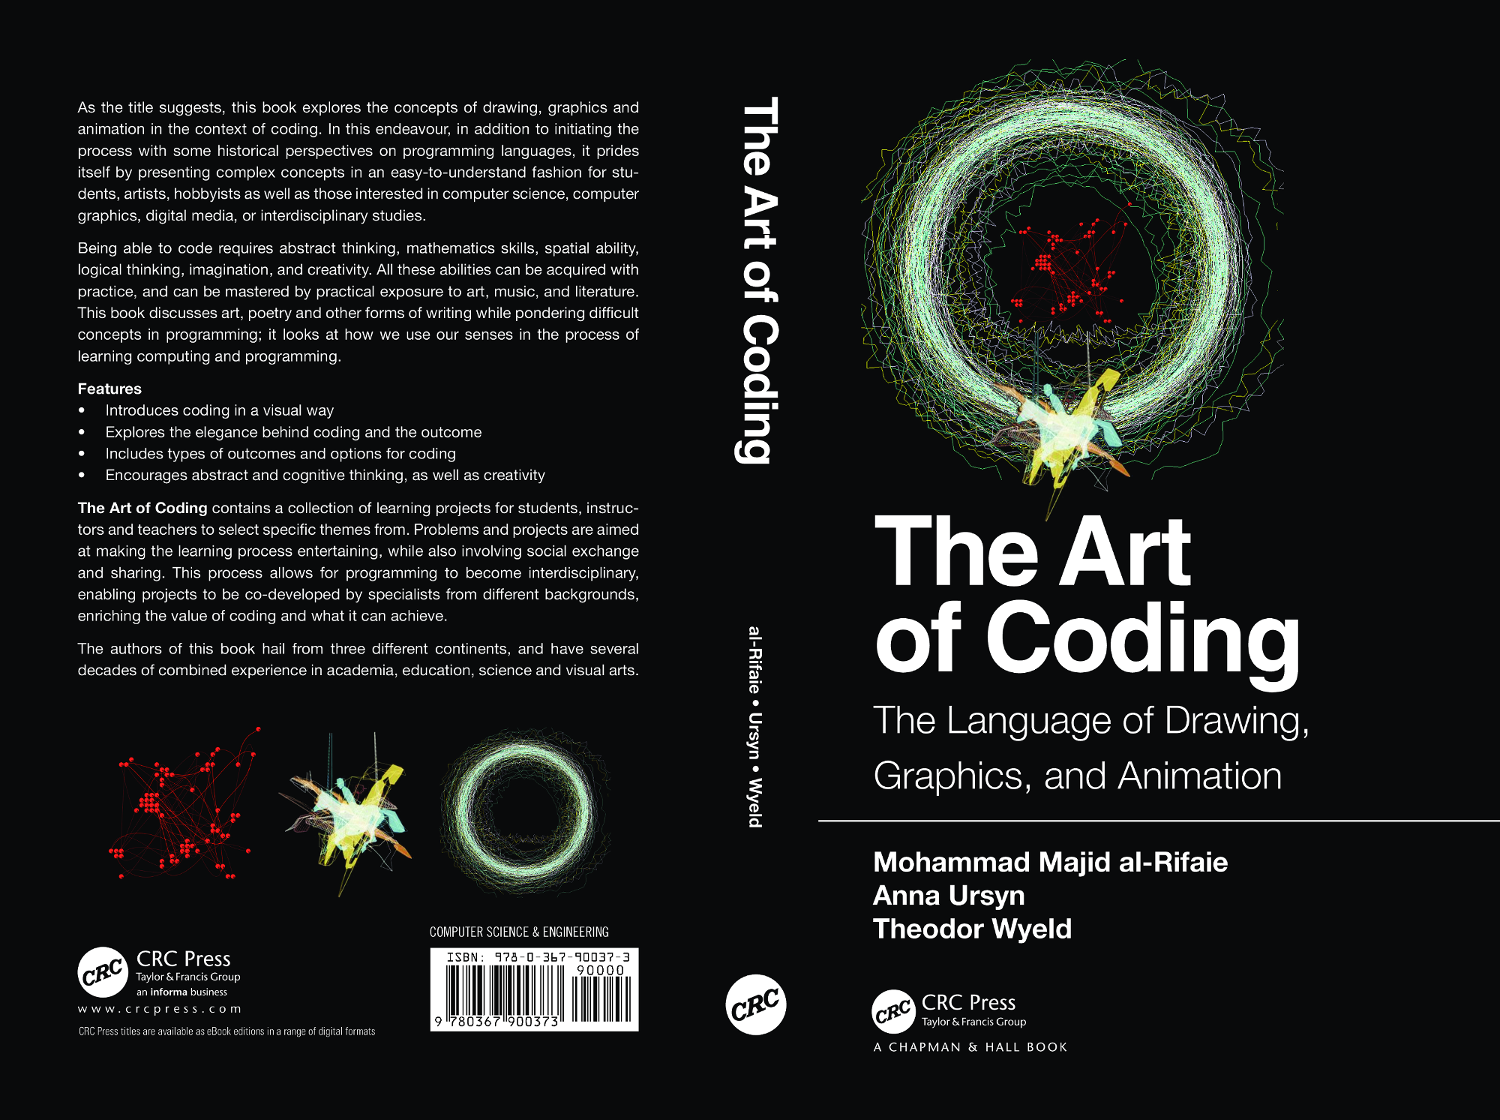 As the title suggests, this book explores the concepts of drawing, graphics and
animation in the context of coding. In this endeavour, in addition to initiating the
process with some historical perspectives on programming languages, it prides
itself by presenting complex concepts in an easy-to-understand fashion for stu-
dents, artists, hobbyists as well as those interested in computer science, computer
graphics, digital media, or interdisciplinary studies.
Being able to code requires abstract thinking, mathematics skills, spatial ability,
logical thinking, imagination, and creativity. All these abilities can be acquired with
practice, and can be mastered by practical exposure to art, music, and literature.
This book discusses art, poetry and other forms of writing while pondering difficult
concepts in programming; it looks at how we use our senses in the process of
learning computing and programming.
Features
• Introduces coding in a visual way
• Explores the elegance behind coding and the outcome
• Includes types of outcomes and options for coding
• Encourages abstract and cognitive thinking, as well as creativity
The Art of Coding contains a collection of learning projects for students, instruc-
tors and teachers to select specific themes from. Problems and projects are aimed
at making the learning process entertaining, while also involving social exchange
and sharing. This process allows for programming to become interdisciplinary,
enabling projects to be co-developed by specialists from different backgrounds,
enriching the value of coding and what it can achieve.
The authors of this book hail from three different continents, and have several
decades of combined experience in academia, education, science and visual arts.
CRC
CRC Press
Taylor & Francis Group
an informa business
www.crcpress.com
CRC Press titles are available as eBook editions in a range of digital formats
COMPUTER SCIENCE & ENGINEERING
ISBN: 978-0-367-90037-3
90000
9 780367 900373
The Art of Coding
al-Rifaie • Ursyn • Wyeld
CRC
The Art
of Coding
The Language of Drawing,
Graphics, and Animation
Mohammad Majid al-Rifaie
Anna Ursyn
Theodor Wyeld
CRC
CRC Press
Taylor & Francis Group
A CHAPMAN & HALL BOOK